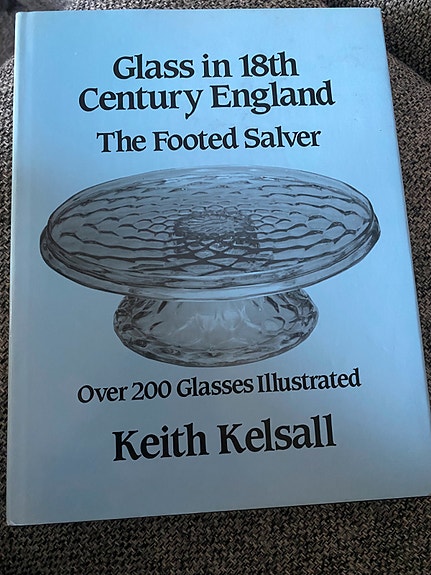 Glass in 18th
Century England
The Footed Salver
Over 200 Glasses Illustrated
Keith Kelsall